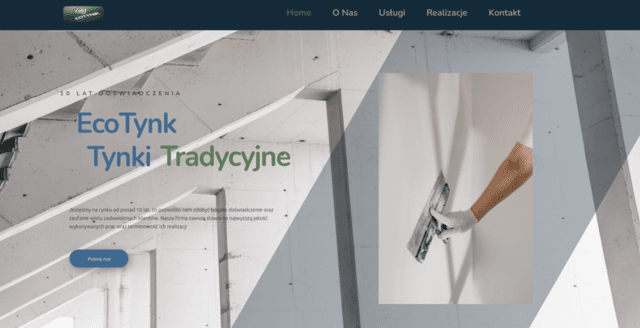 ECOTYNK
Home O Nas Usługi Realizacje Kontakt
10 LAT DOŚWIADCZENIA
EcoTynk
Tynki Tradycyjne
Jesteśmy na rynku od ponad 10 lat, co pozwoliło nam zdobyć bogate doświadczenie oraz
zaufanie wielu zadowolonych klientów. Nasza firma zawsze stawia na najwyższą jakość
wykonywanych prac oraz terminowość ich realizacji
Poznaj nas